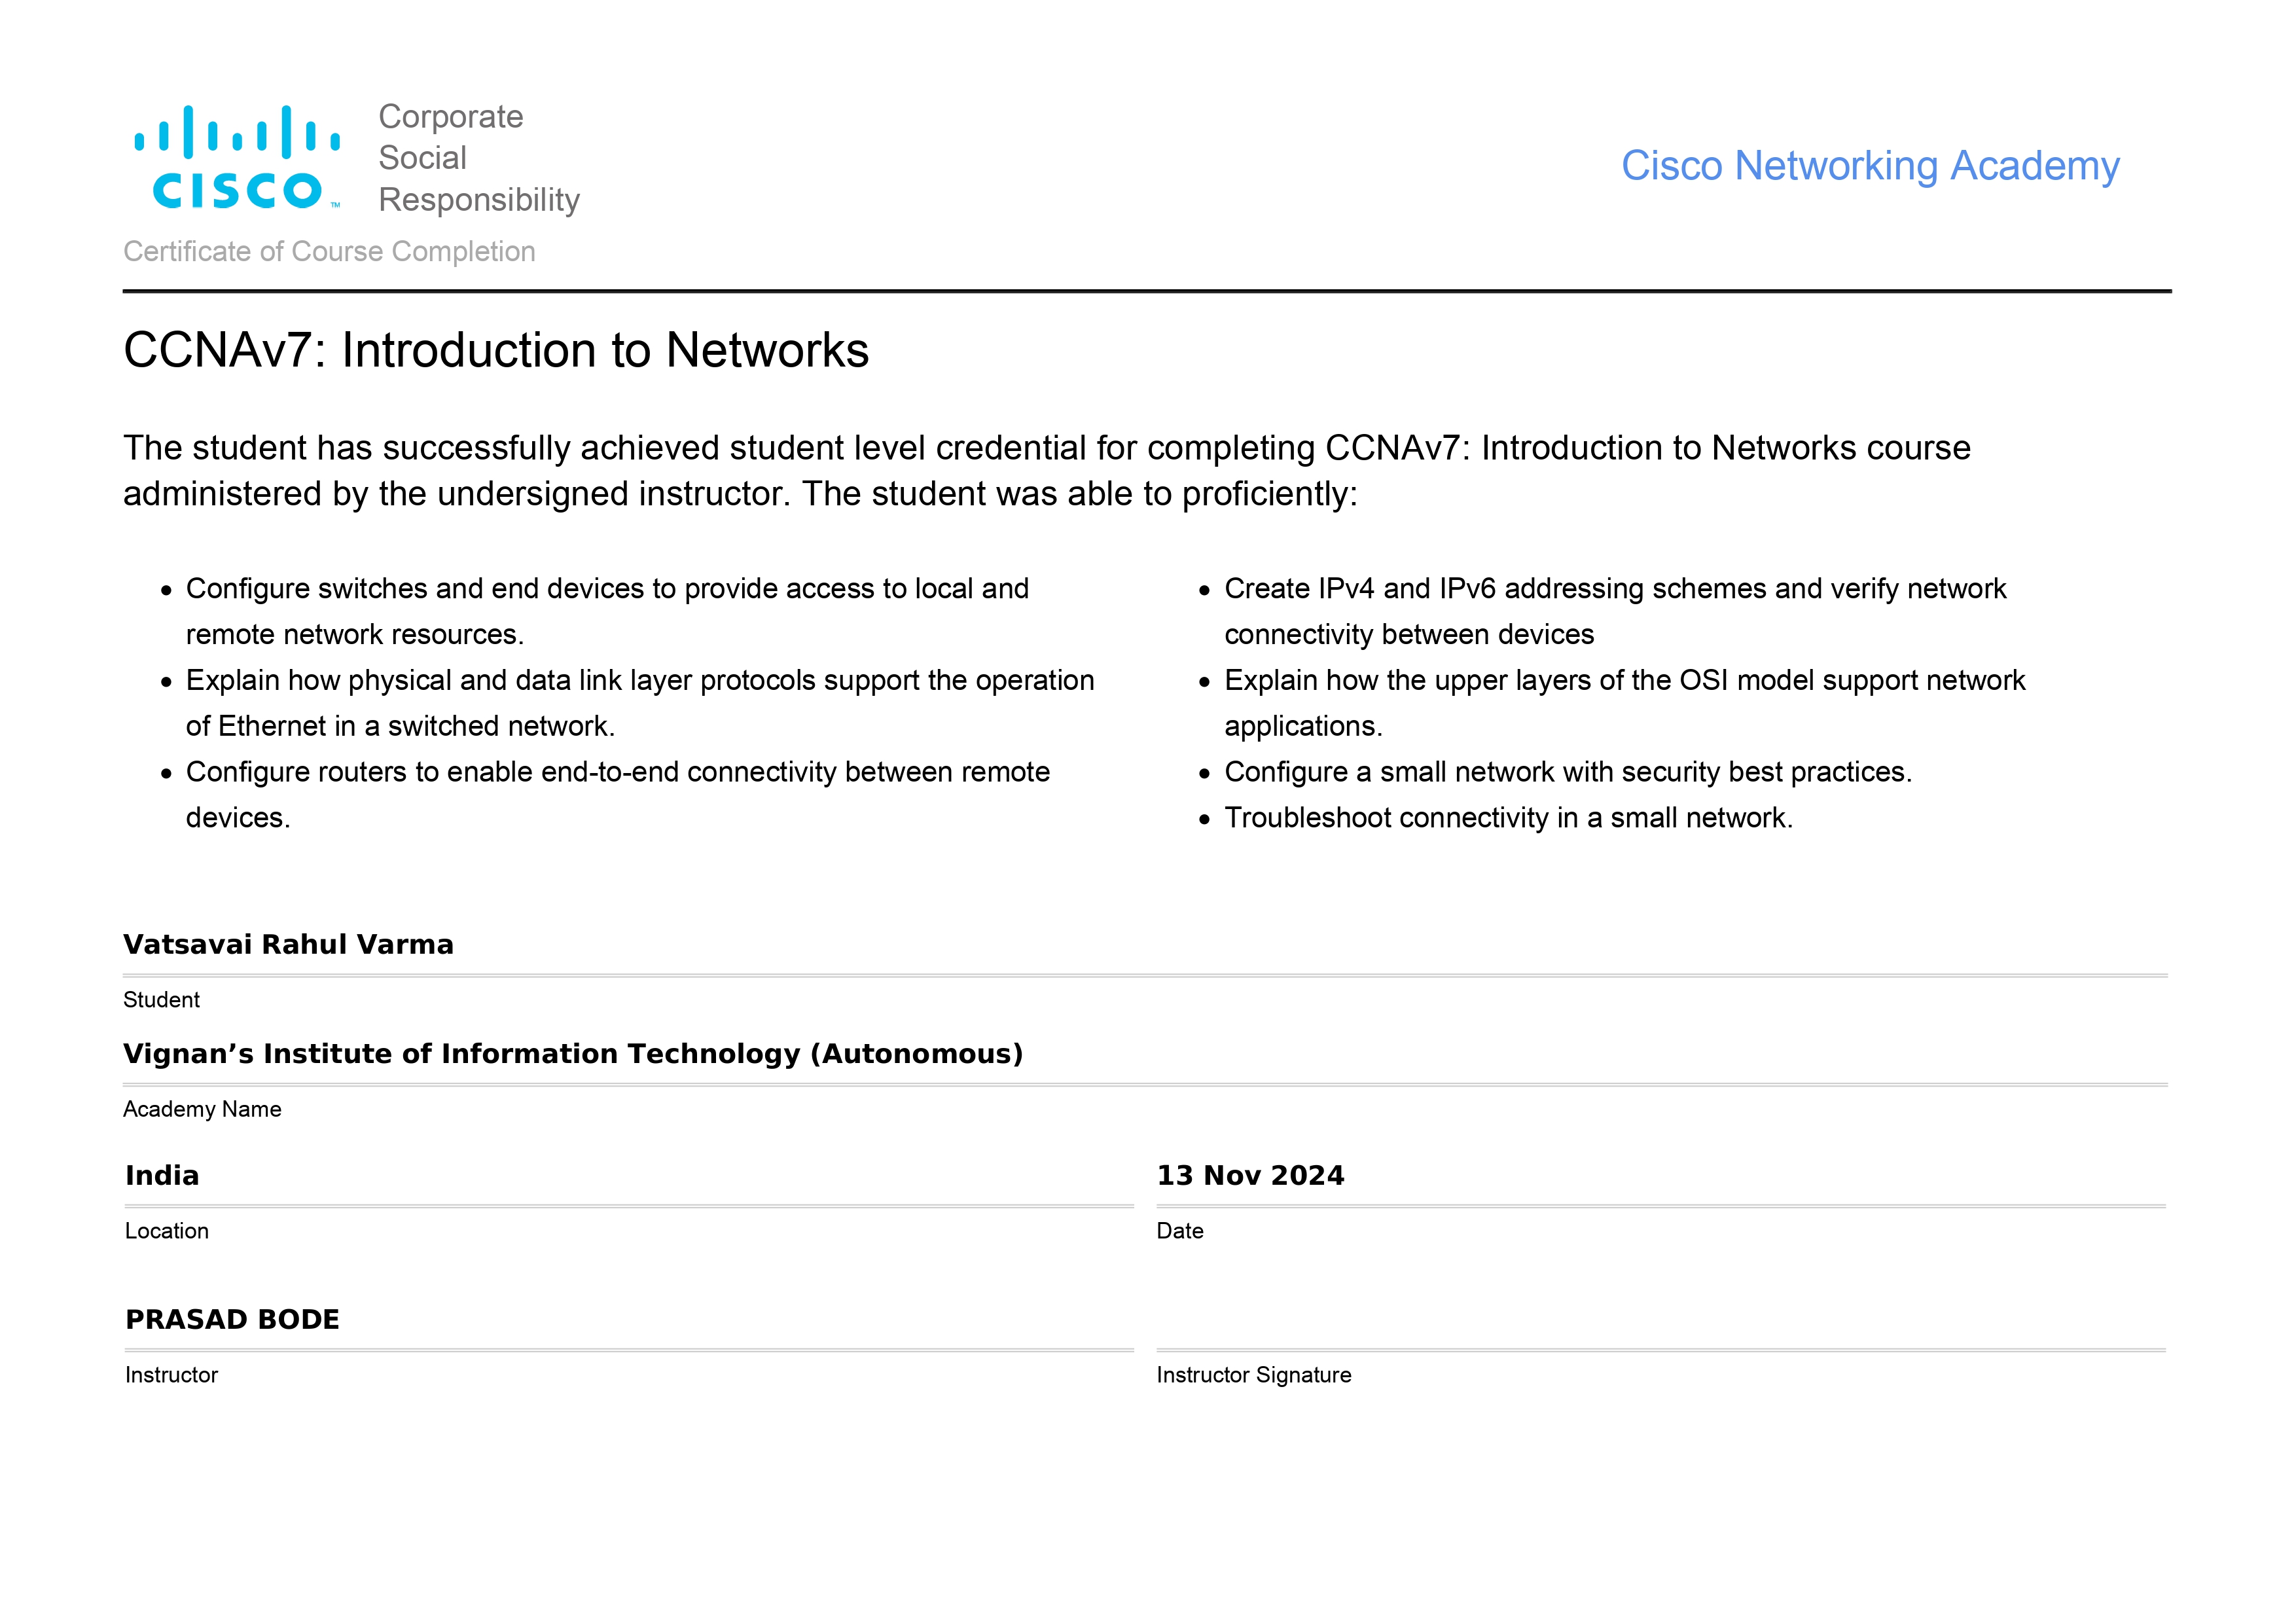 CISCO™
Corporate
Social
Responsibility
Cisco Networking Academy
Certificate of Course Completion
CCNAv7: Introduction to Networks
The student has successfully achieved student level credential for completing CCNAv7: Introduction to Networks course
administered by the undersigned instructor. The student was able to proficiently:
• Configure switches and end devices to provide access to local and
remote network resources.
• Explain how physical and data link layer protocols support the operation
of Ethernet in a switched network.
• Configure routers to enable end-to-end connectivity between remote
devices.
• Create IPv4 and IPv6 addressing schemes and verify network
connectivity between devices
• Explain how the upper layers of the OSI model support network
applications.
• Configure a small network with security best practices.
• Troubleshoot connectivity in a small network.
Vatsavai Rahul Varma
Student
Vignan’s Institute of Information Technology (Autonomous)
Academy Name
India
Location
13 Nov 2024
Date
PRASAD BODE
Instructor
Instructor Signature